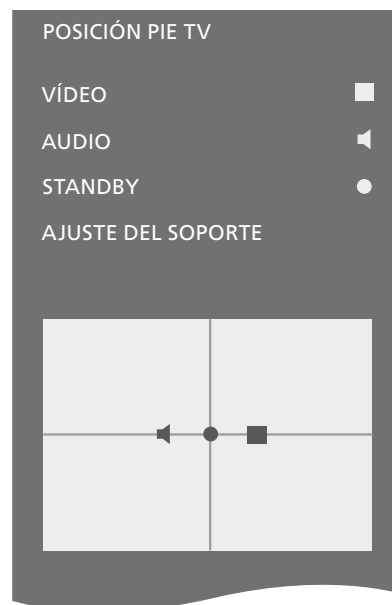 POSICIÓN PIE TV
VÍDEO
AUDIO
STANDBY
AJUSTE DEL SOPORTE